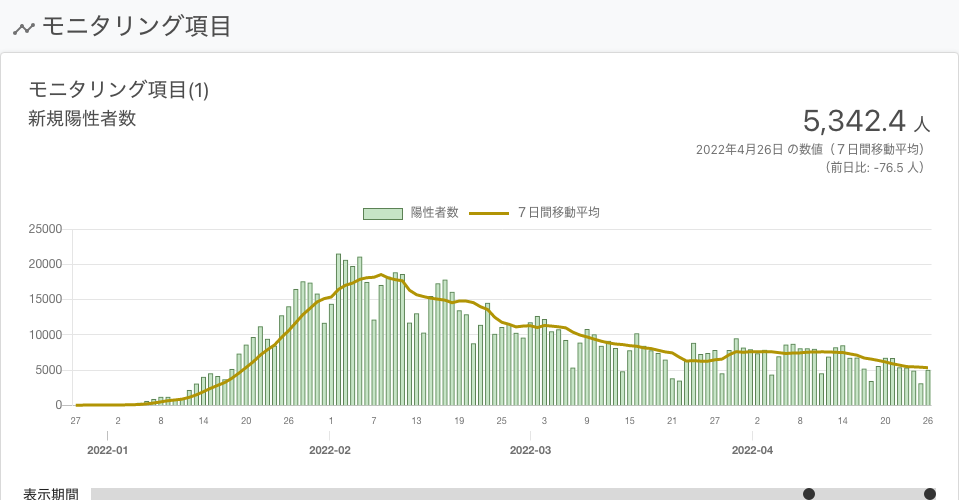 モニタリング項目
モニタリング項目(1)
新規陽性者数
5,342.4 人
2022年4月26日 の数値（７日間移動平均）
（前日比: -76.5 人）
陽性者数 ７日間移動平均
25000
20000
15000
10000
5000
0
27 2 8 14 20 26 1 7 13 19 25 3 9 15 21 27 2 8 14 20 26
2022-01 2022-02 2022-03 2022-04
表示期間